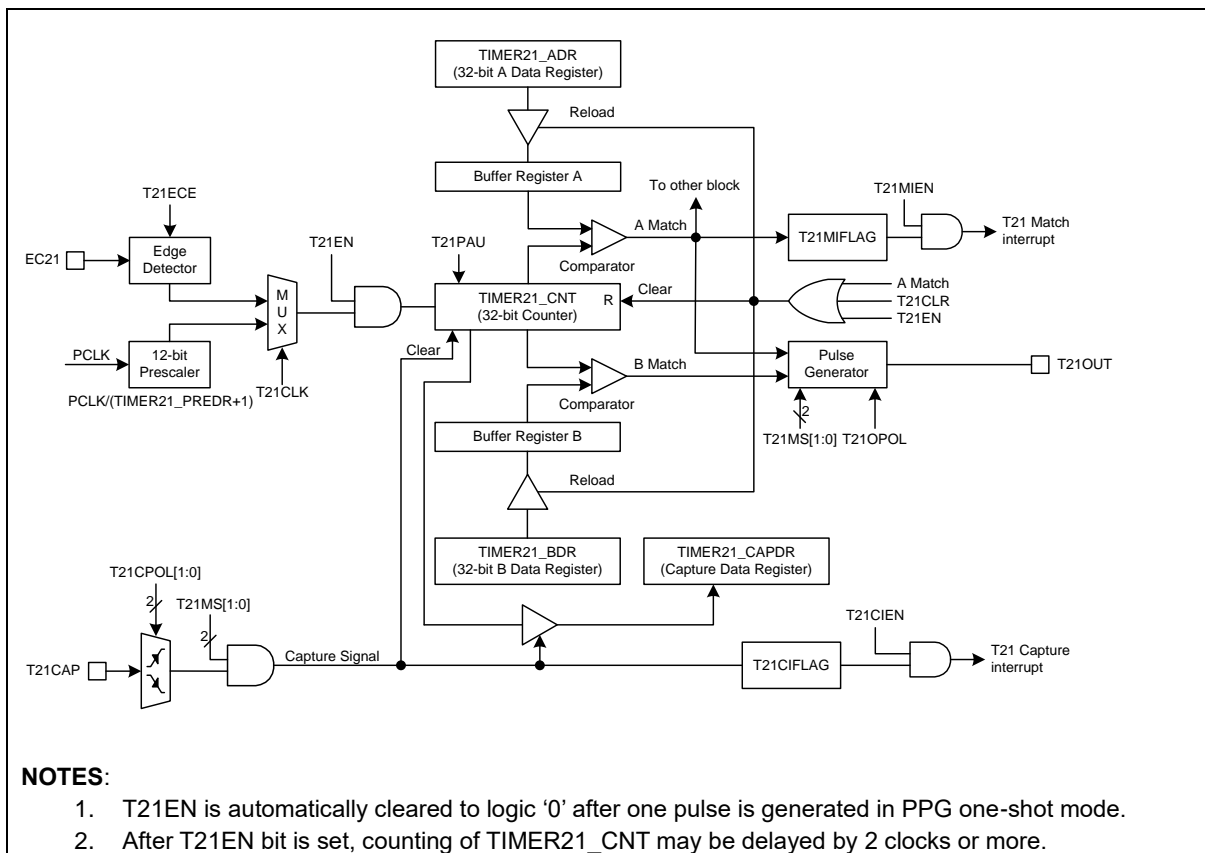 TIMER21_ADR
(32-bit A Data Register)
Reload
Buffer Register A
To other block
T21MIEN
T21ECE
A Match
T21MIFLAG
T21 Match
interrupt
EC21
Edge
Detector
T21EN
T21PAU
Comparator
MUX
TIMER21_CNT
(32-bit Counter)
R
Clear
A Match
T21CLR
T21EN
PCLK
12-bit
Prescaler
T21CLK
PCLK/(TIMER21_PREDR+1)
Clear
B Match
Comparator
Pulse
Generator
T21OUT
2
T21MS[1:0]
T21OPOL
Buffer Register B
Reload
TIMER21_BDR
(32-bit B Data Register)
TIMER21_CAPDR
(Capture Data Register)
T21CPOL[1:0]
2
T21MS[1:0]
2
T21CIEN
T21CAP
Capture Signal
T21CIFLAG
T21 Capture
interrupt
NOTES:
1. T21EN is automatically cleared to logic ‘0’ after one pulse is generated in PPG one-shot mode.
2. After T21EN bit is set, counting of TIMER21_CNT may be delayed by 2 clocks or more.